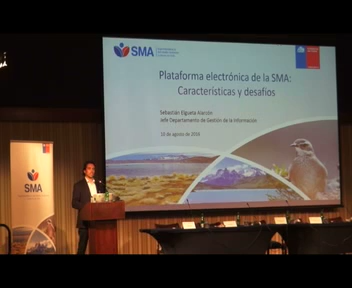 SMA
Plataforma electrónica de la SMA:
Características y desafíos
Sebastián Elgueta Alarcón
Jefe Departamento de Gestión de la Información
SMA